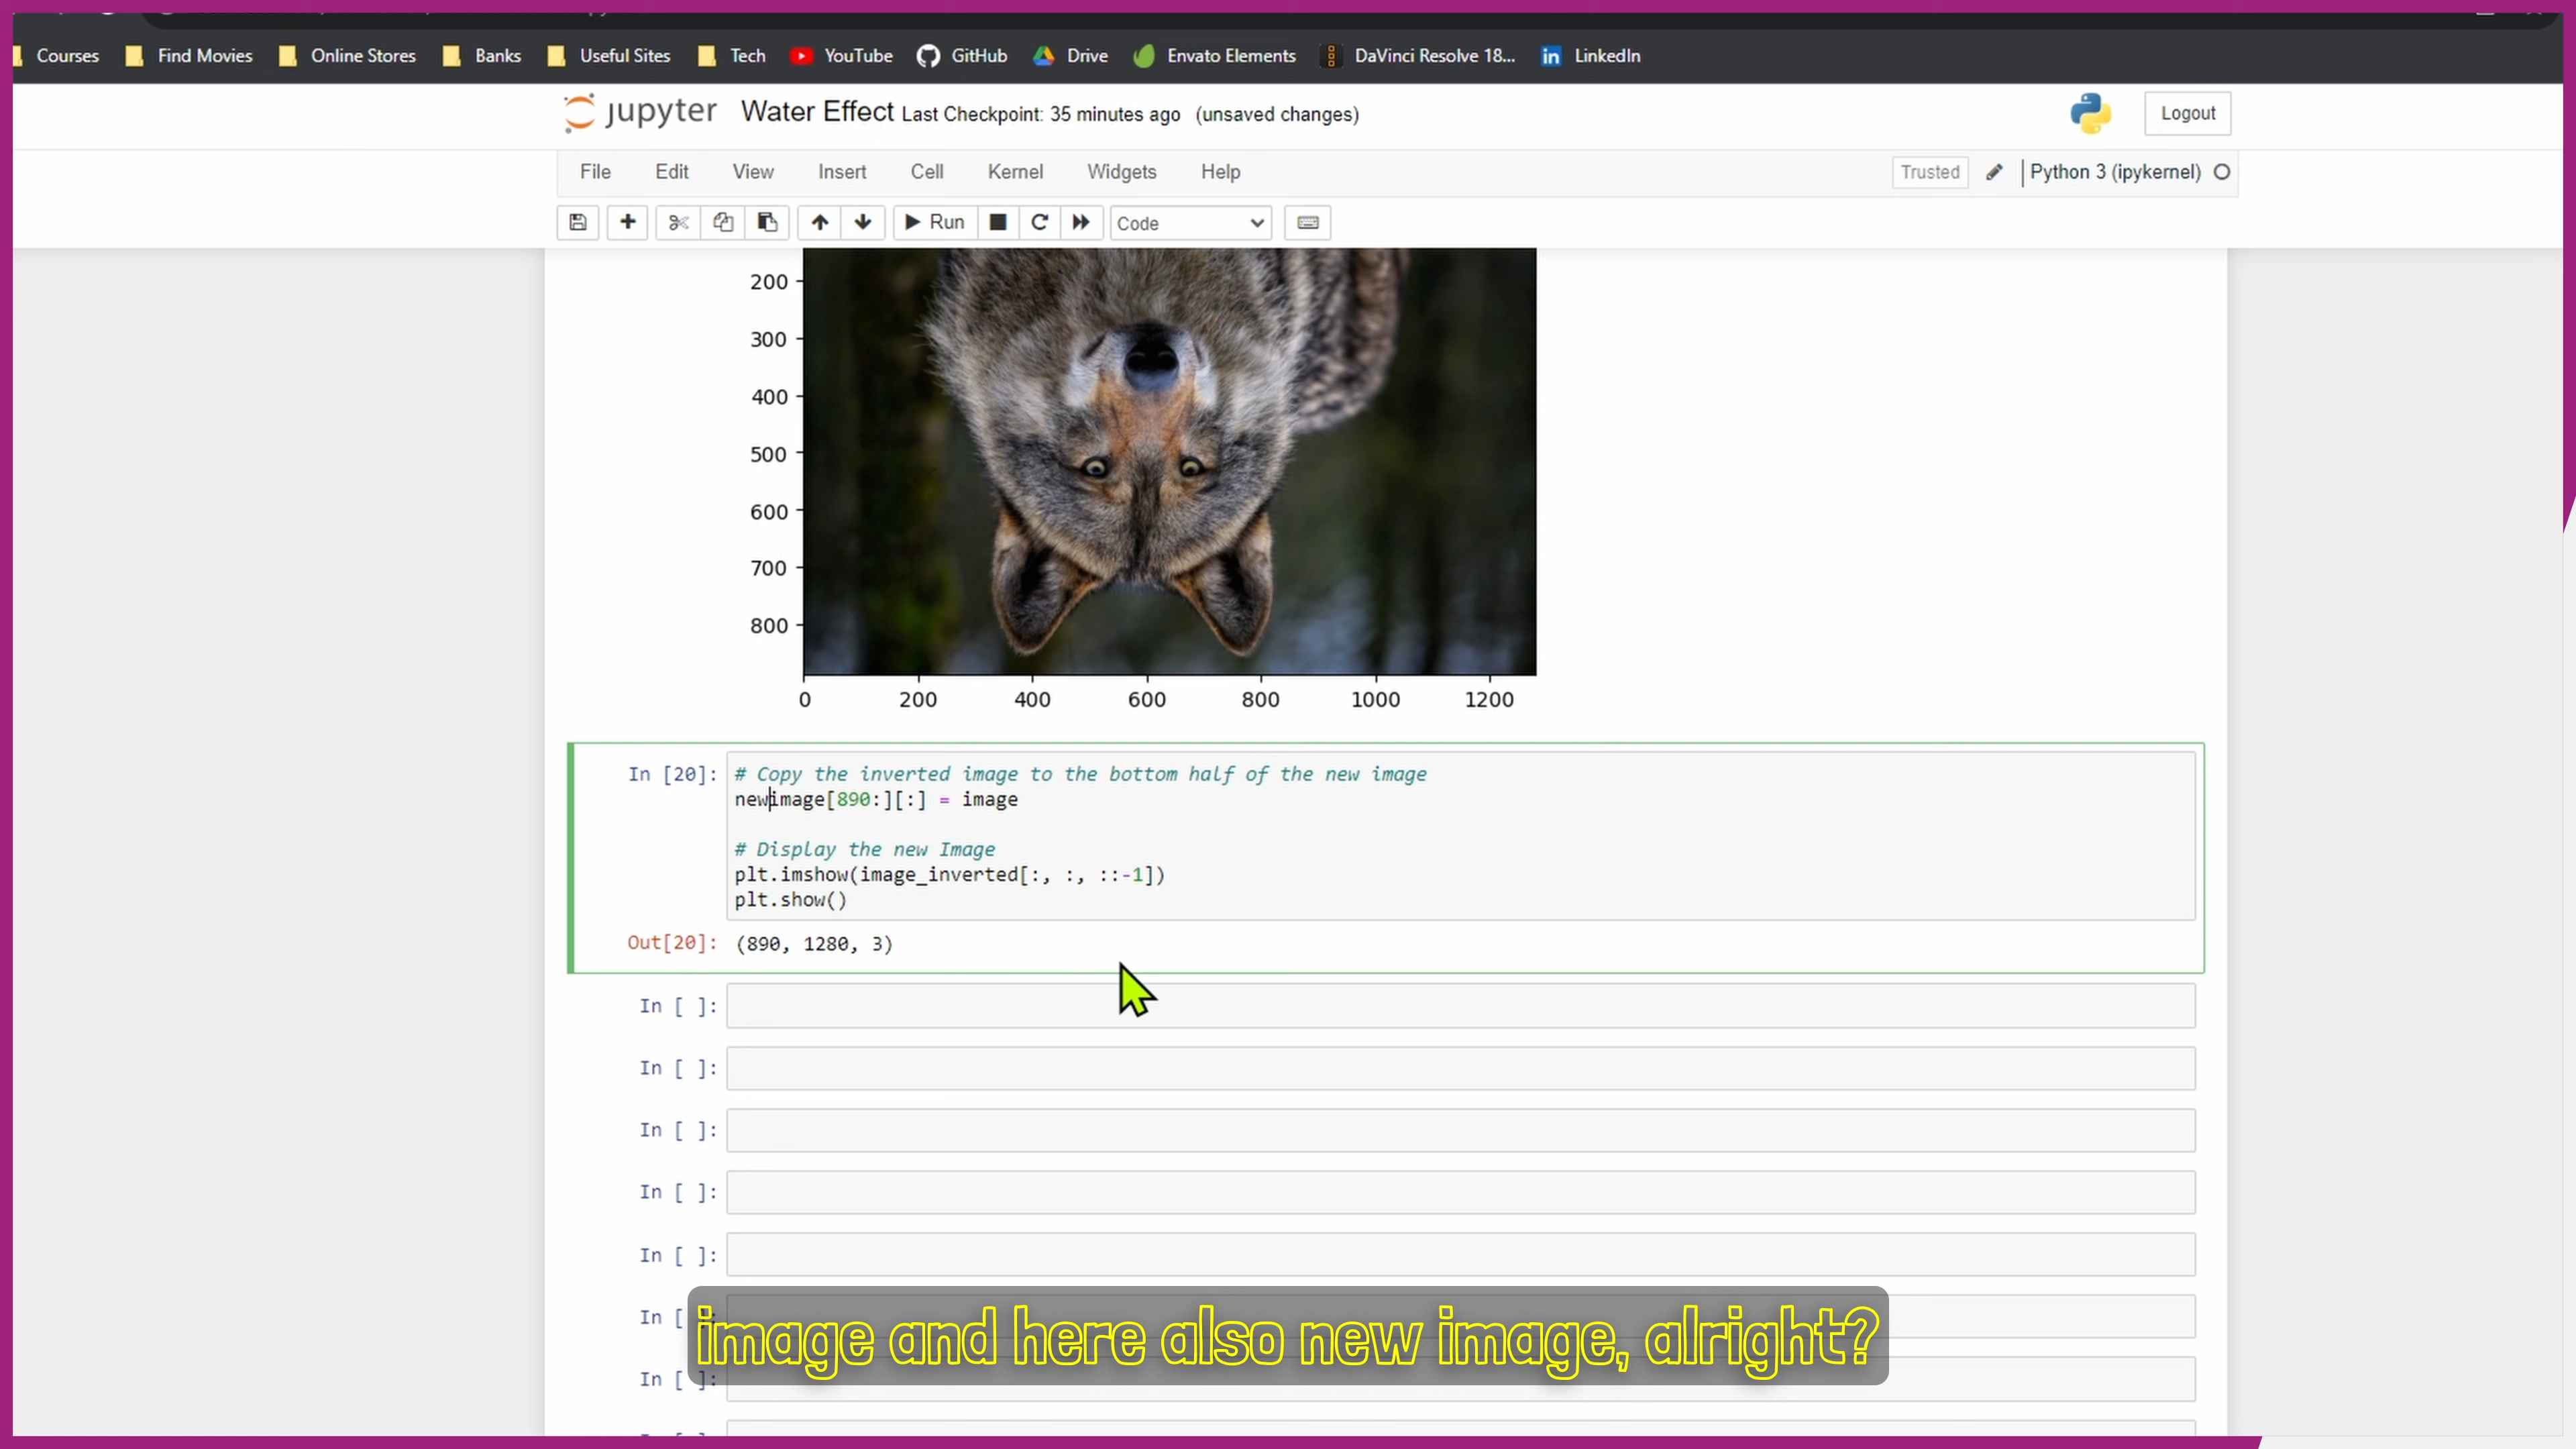 Courses Find Movies Online Stores Banks Useful Sites Tech YouTube GitHub Drive Envato Elements DaVinci Resolve 18... LinkedIn
jupyter Water Effect Last Checkpoint: 35 minutes ago (unsaved changes) Logout
File Edit View Insert Cell Kernel Widgets Help Trusted Python 3 (ipykernel)
Run Code
200
300
400
500
600
700
800
0 200 400 600 800 1000 1200
In [20]: # Copy the inverted image to the bottom half of the new image
newimage[890:][:] = image
# Display the new Image
plt.imshow(image_inverted[:, :, ::-1])
plt.show()
Out[20]: (890, 1280, 3)
In [ ]:
In [ ]:
In [ ]:
In [ ]:
In [ ]:
In [ ]:
image and here also new image, alright?
In [ ]: